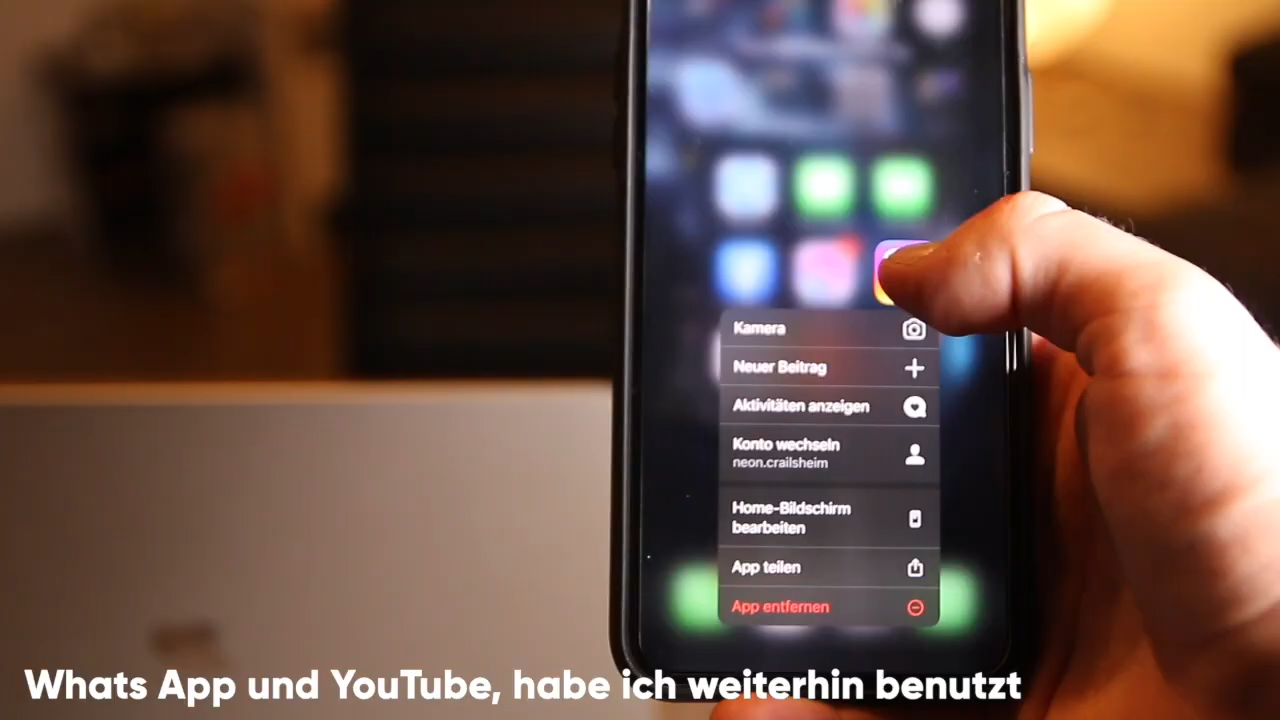 Kamera
Neuer Beitrag
Aktivitäten anzeigen
Konto wechseln
neon.crailsheim
Home-Bildschirm
bearbeiten
App teilen
App entfernen
Whats App und YouTube, habe ich weiterhin benutzt